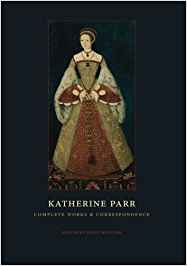 KATHERINE PARR
COMPLETE WORKS & CORRESPONDENCE